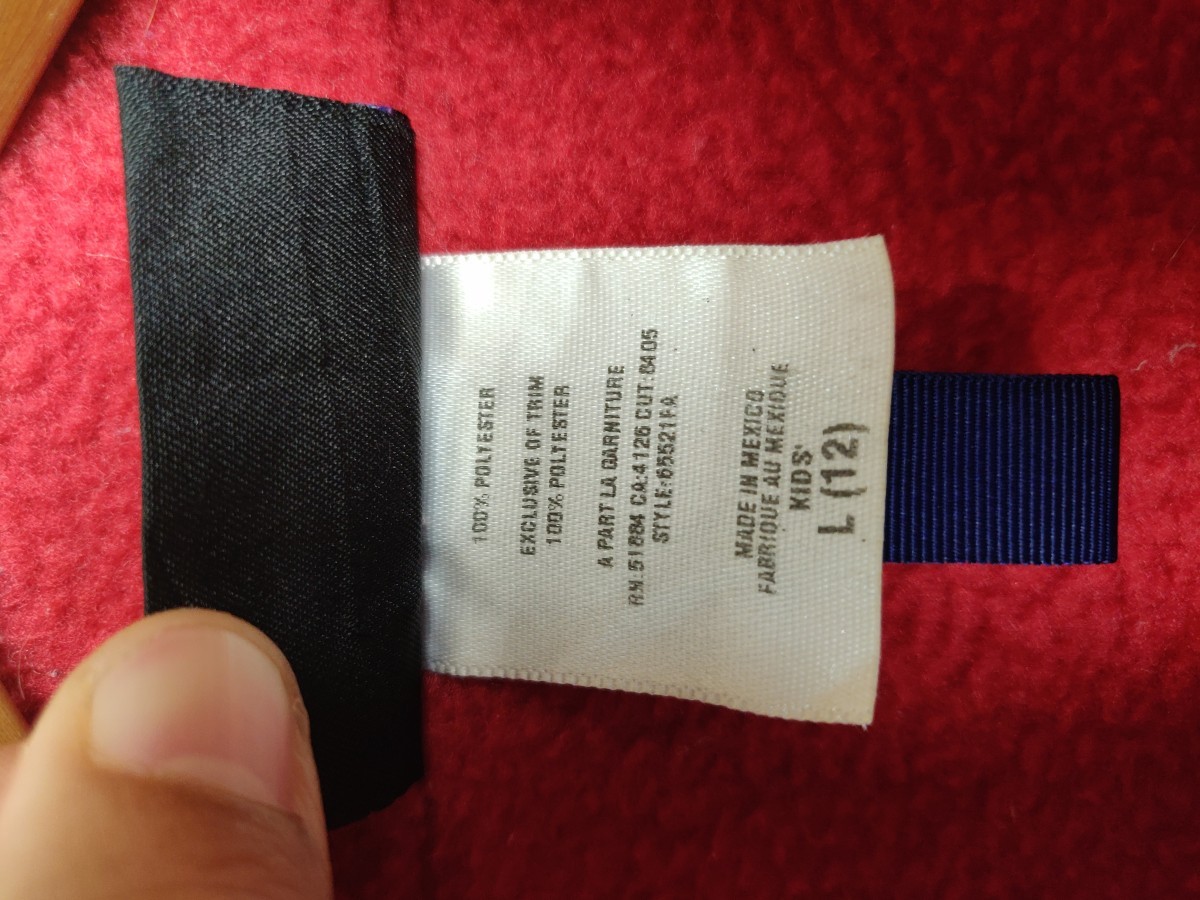 100% POLYESTER
EXCLUSIVE OF TRIM
100% POLYESTER
A PART LA GARNITURE
RN:51884 CA:4126 CUT:8405
STYLE:65521FA
MADE IN MEXICO
FABRIQUE AU MEXIQUE
KIDS'
L (12)